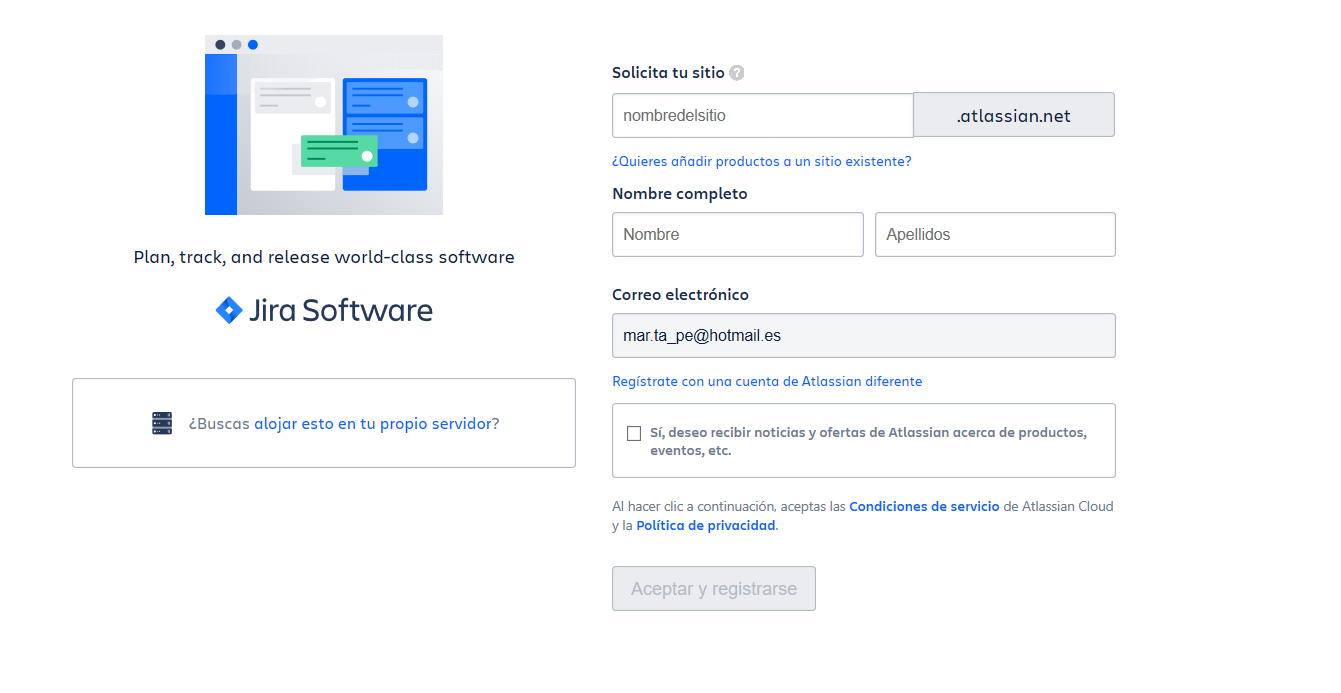 Plan, track, and release world-class software
Jira Software
¿Buscas alojar esto en tu propio servidor?
Solicita tu sitio ?
nombredelsitio
.atlassian.net
¿Quieres añadir productos a un sitio existente?
Nombre completo
Nombre
Apellidos
Correo electrónico
mar.ta_pe@hotmail.es
Regístrate con una cuenta de Atlassian diferente
Sí, deseo recibir noticias y ofertas de Atlassian acerca de productos,
eventos, etc.
Al hacer clic a continuación, aceptas las Condiciones de servicio de Atlassian Cloud
y la Política de privacidad.
Aceptar y registrarse